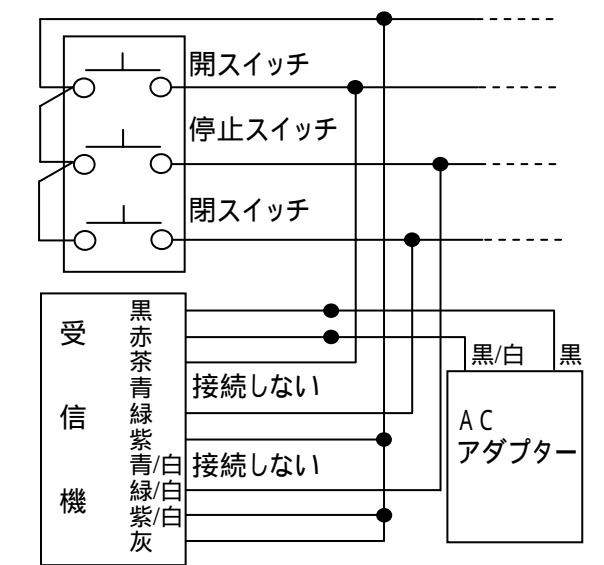 開スイッチ
停止スイッチ
閉スイッチ
受信機
黒
赤
茶
青 接続しない
緑
紫
青/白 接続しない
緑/白
紫/白
灰
黒/白 黒
AC
アダプター